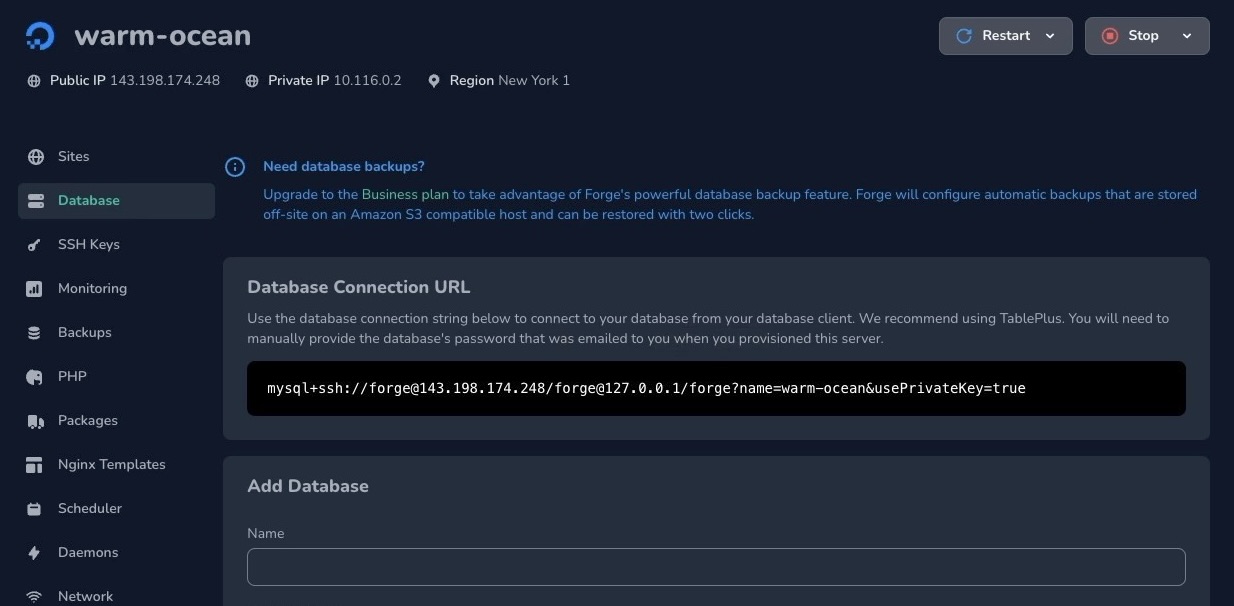 warm-ocean
Restart
Stop
Public IP 143.198.174.248 Private IP 10.116.0.2 Region New York 1
Sites
Database
SSH Keys
Monitoring
Backups
PHP
Packages
Nginx Templates
Scheduler
Daemons
Network
Need database backups?
Upgrade to the Business plan to take advantage of Forge's powerful database backup feature. Forge will configure automatic backups that are stored
off-site on an Amazon S3 compatible host and can be restored with two clicks.
Database Connection URL
Use the database connection string below to connect to your database from your database client. We recommend using TablePlus. You will need to
manually provide the database's password that was emailed to you when you provisioned this server.
mysql+ssh://forge@143.198.174.248/forge@127.0.0.1/forge?name=warm-ocean&usePrivateKey=true
Add Database
Name